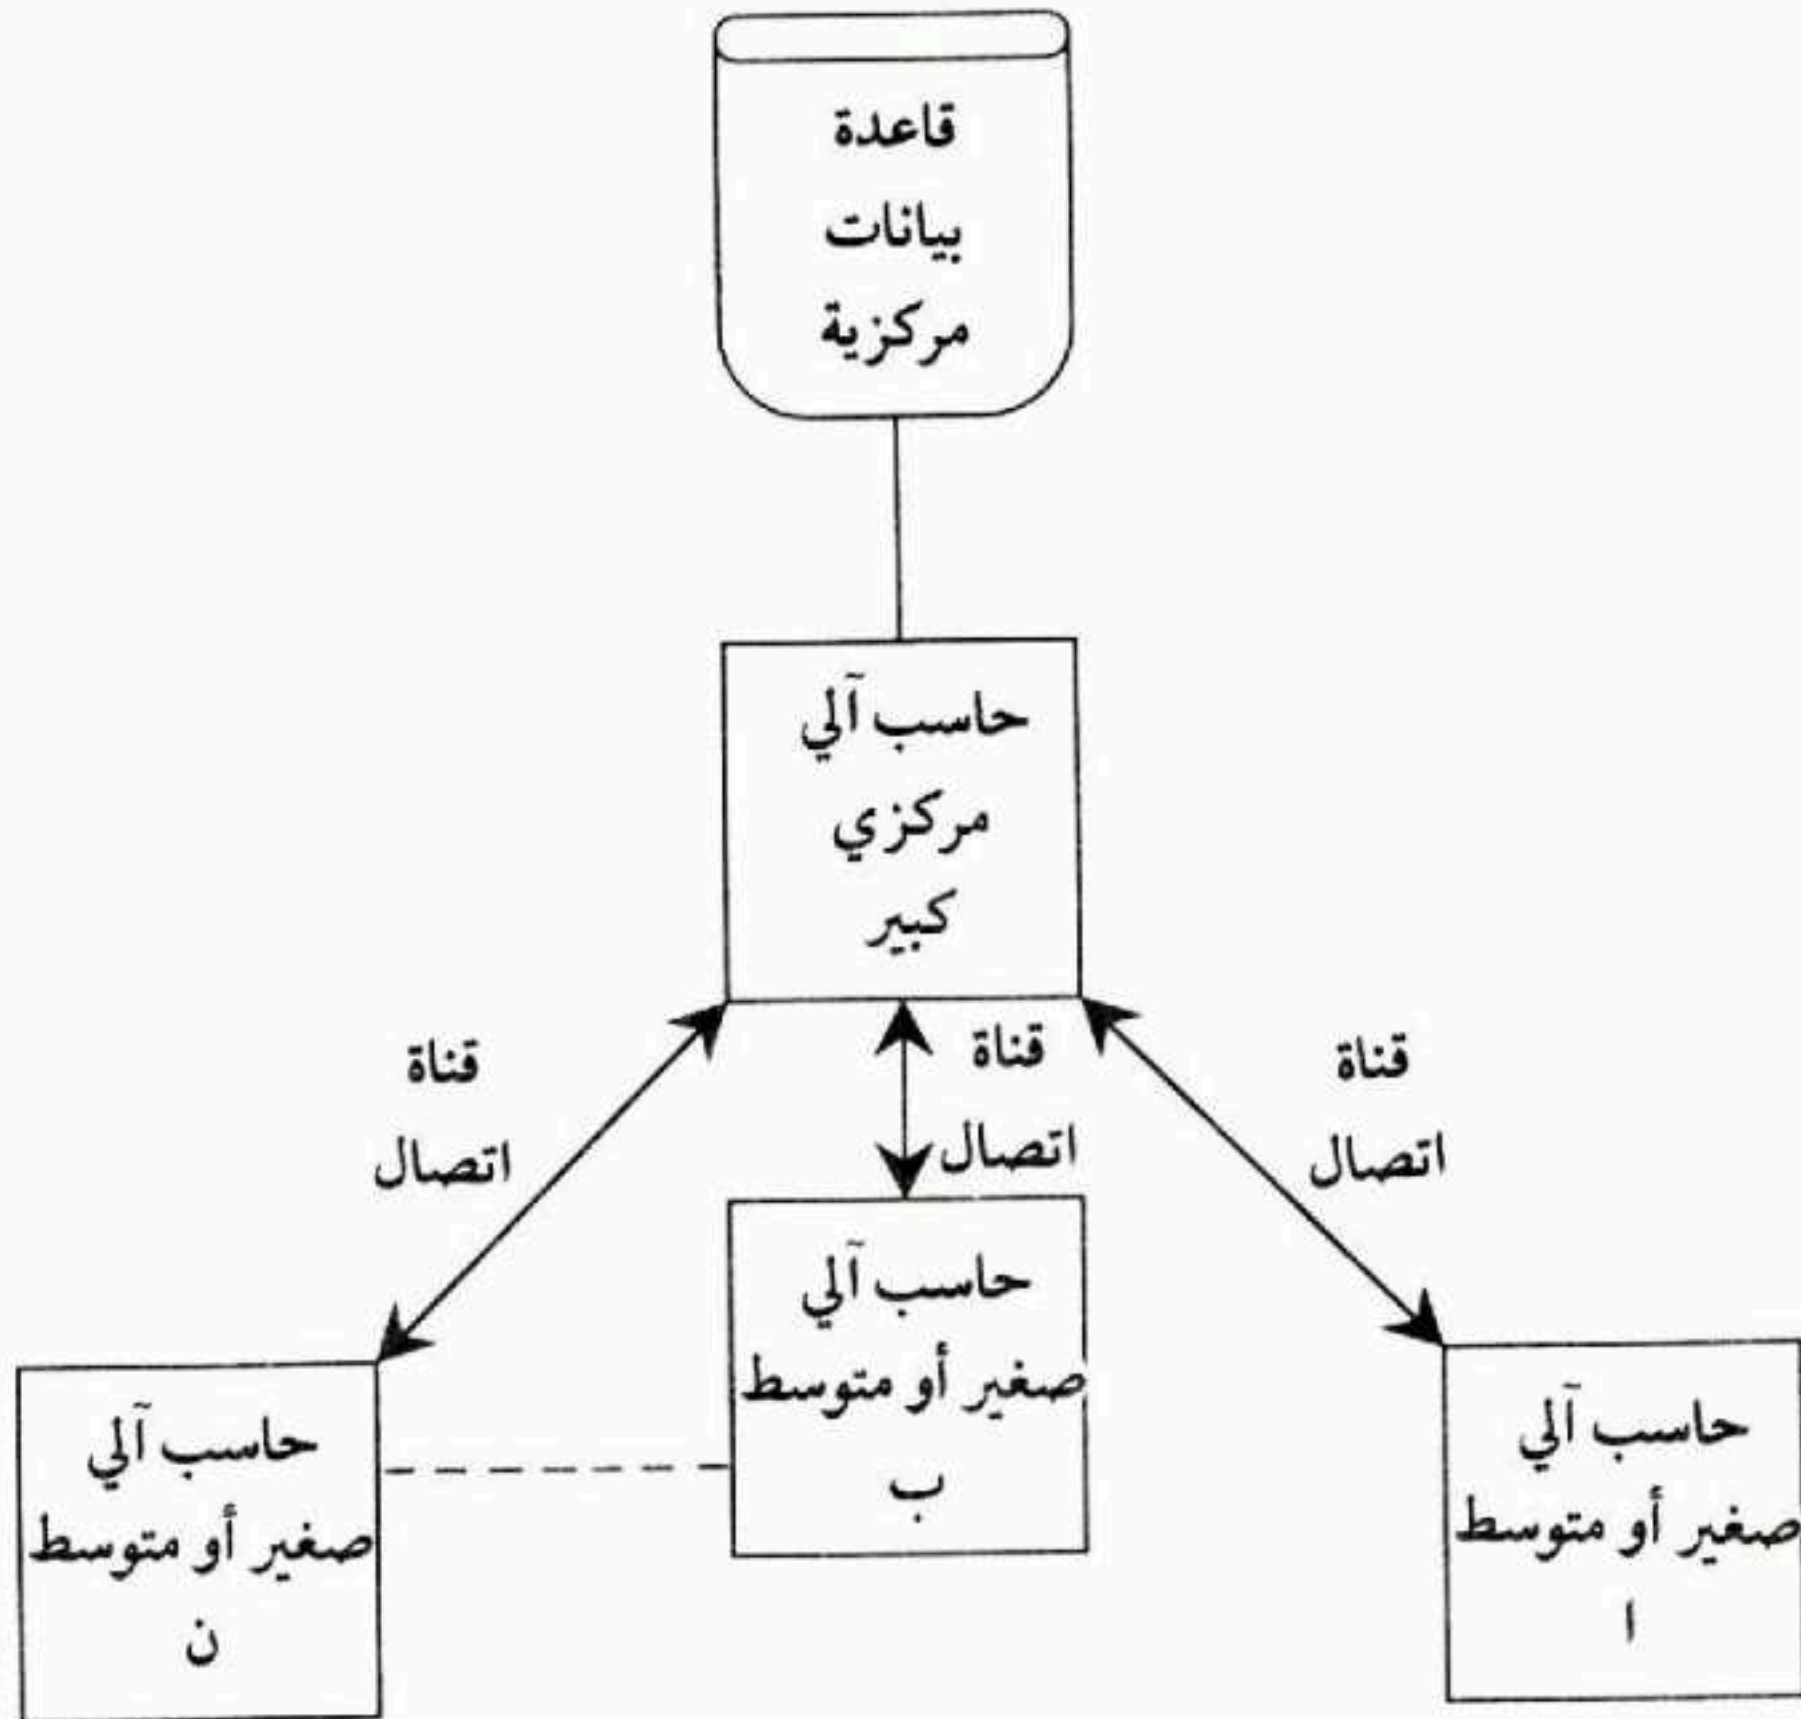 قاعدة
بيانات
مركزية
حاسب آلي
مركزي
كبير
قناة
اتصال
قناة
اتصال
قناة
اتصال
حاسب آلي
صغير أو متوسط
ا
حاسب آلي
صغير أو متوسط
ب
حاسب آلي
صغير أو متوسط
ن